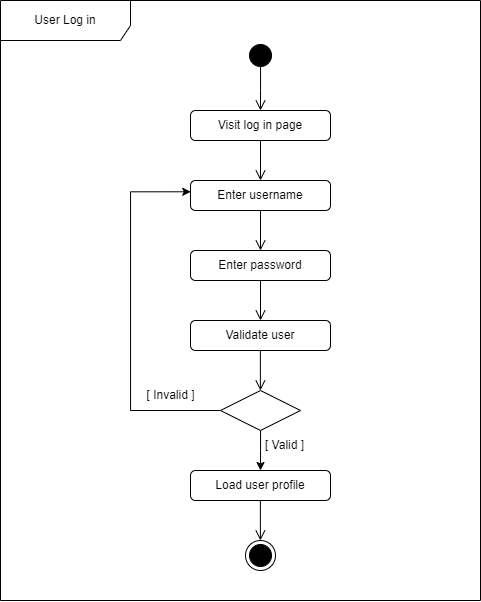 User Log in
Visit log in page
Enter username
Enter password
Validate user
[ Invalid ]
[ Valid ]
Load user profile